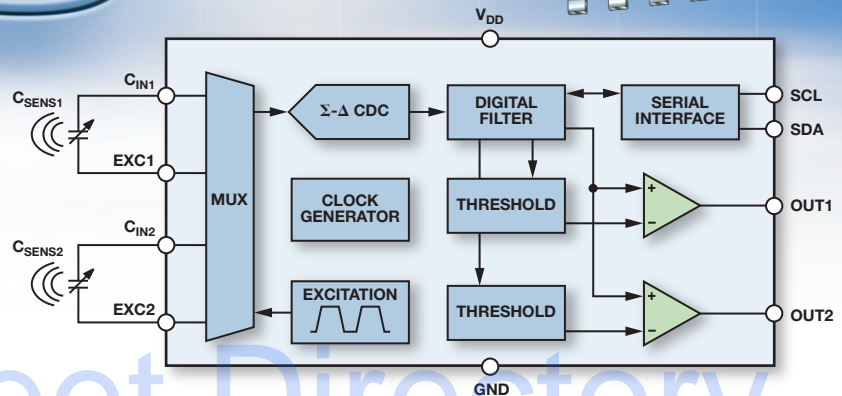 VDD
CIN1
CSENS1
EXC1
CIN2
CSENS2
EXC2
MUX
Σ-Δ CDC
CLOCK
GENERATOR
EXCITATION
DIGITAL
FILTER
THRESHOLD
THRESHOLD
SERIAL
INTERFACE
+
−
+
−
SCL
SDA
OUT1
OUT2
GND
Directory